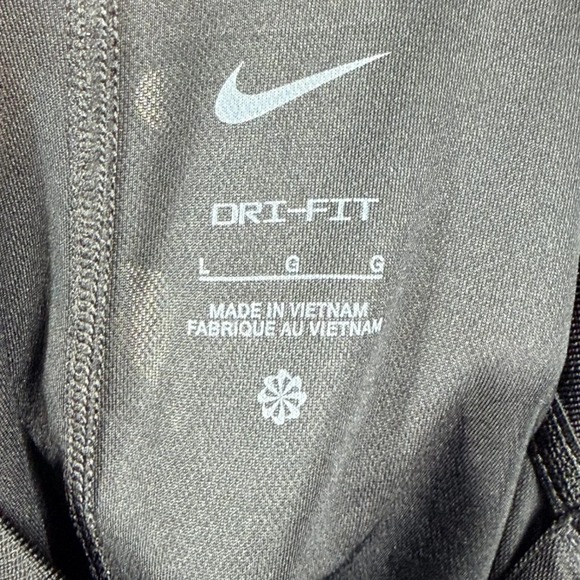 DRI-FIT
L G G
MADE IN VIETNAM
FABRIQUE AU VIETNAM